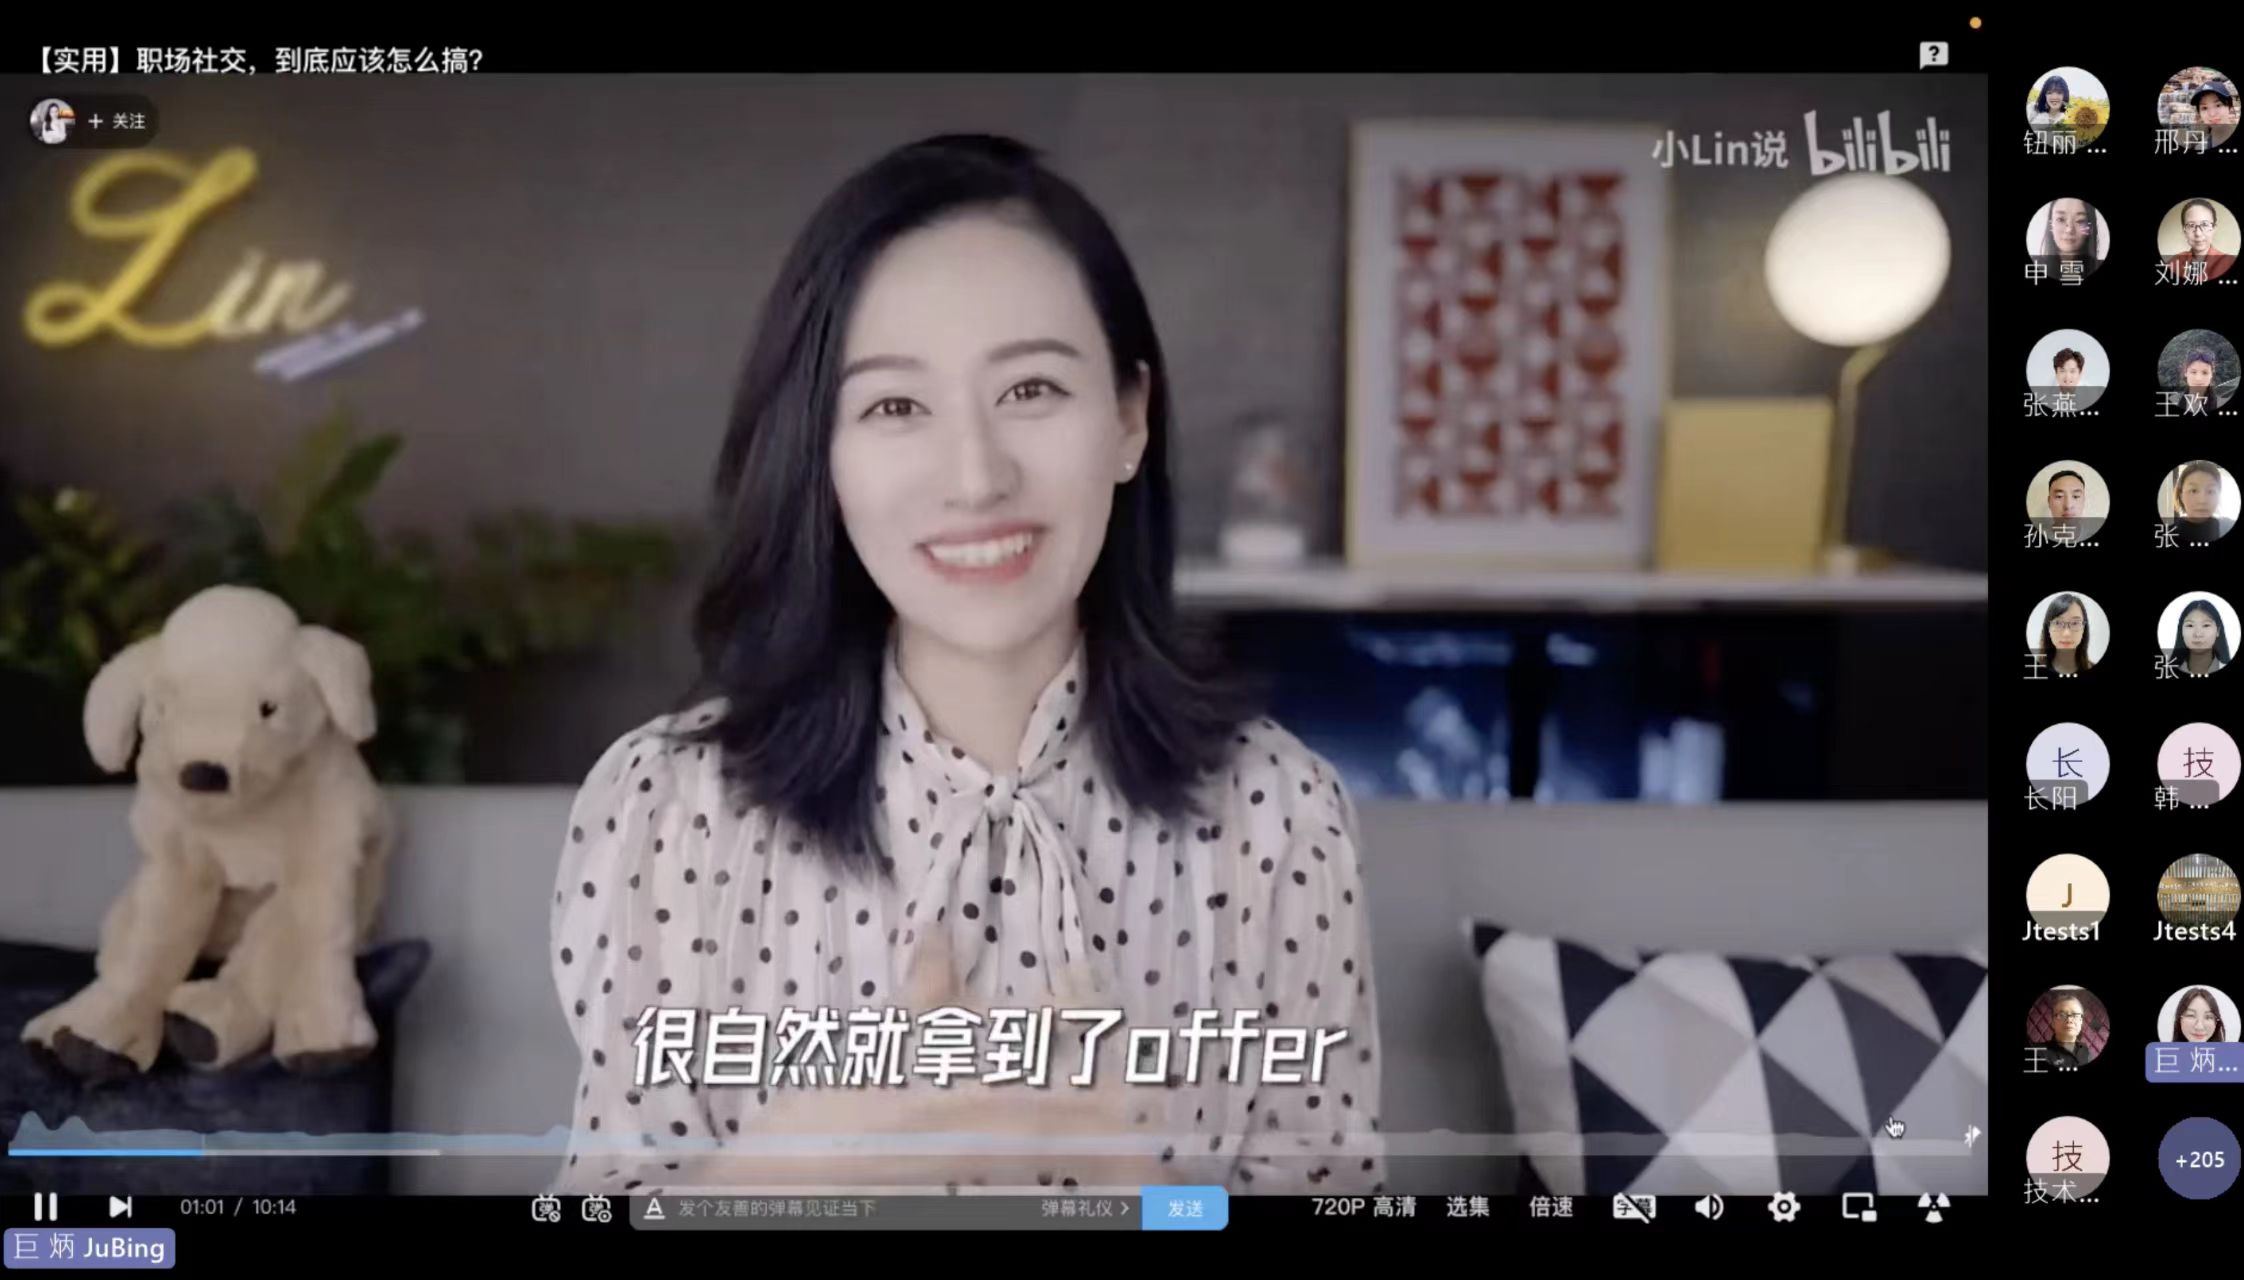 【实用】职场社交，到底应该怎么搞?
+ 关注
小Lin说 bilibili
Lin
很自然就拿到了offer
01:01 / 10:14
弹
弹
A 发个友善的弹幕见证当下
弹幕礼仪 >
发送
720P 高清
选集
倍速
字幕
巨 炳 JuBing
钮丽 ...
邢丹 ...
申 雪
刘娜 ...
张燕...
王欢 ...
孙克...
张 ...
王 ...
张 ...
长
长阳
技
韩 ...
J
Jtests1
Jtests4
王 ...
巨 炳...
技
技术...
+205